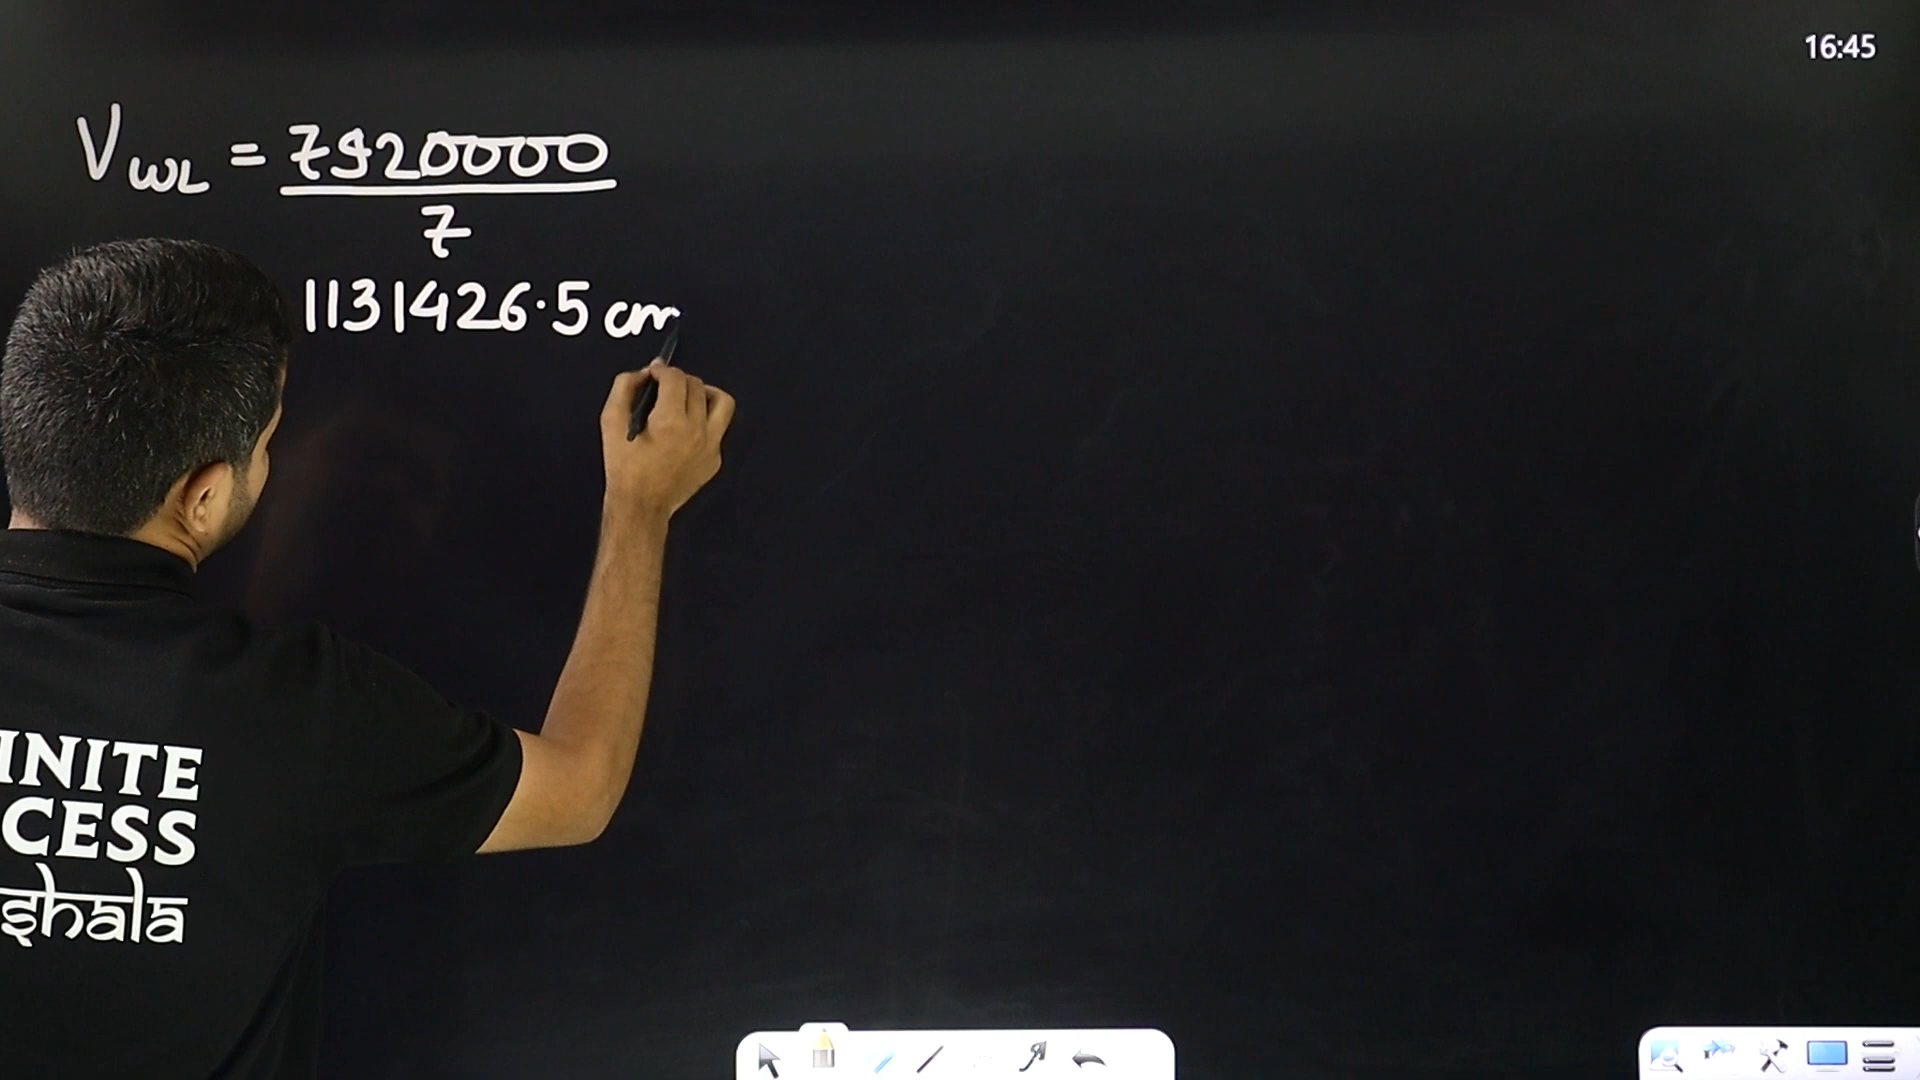 16:45
V_WL = 7920000
7
1131426.5 cm
INITE
CESS
shala